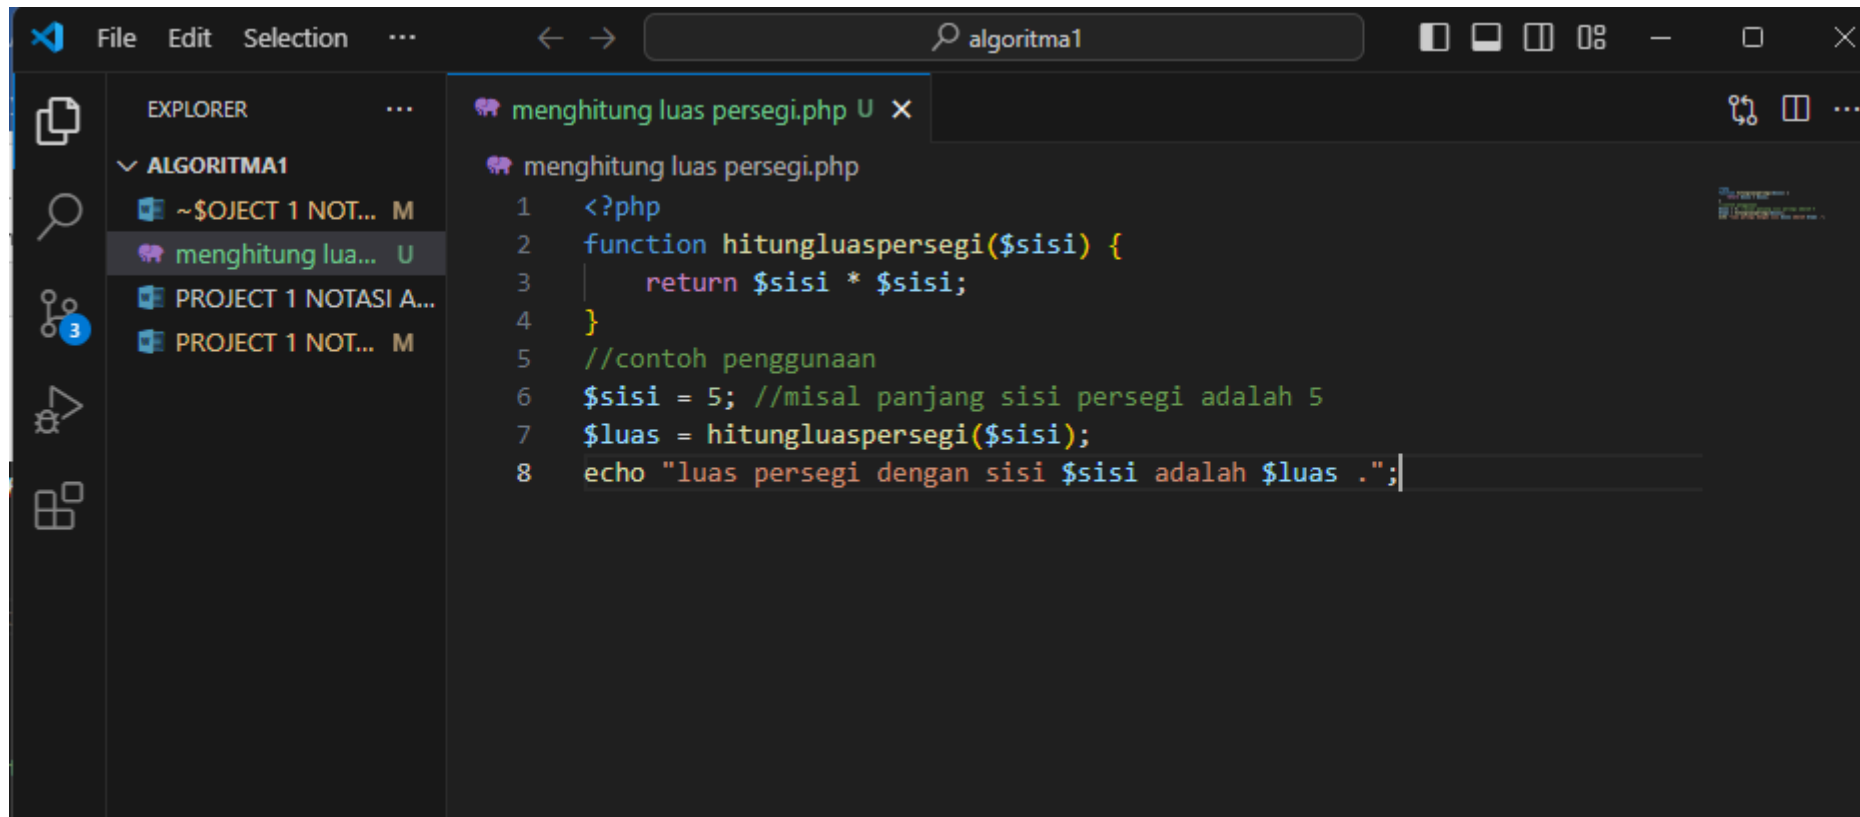 File Edit Selection ···
algoritma1
EXPLORER ···
ALGORITMA1
~$OJECT 1 NOT... M
menghitung lua... U
PROJECT 1 NOTASI A...
PROJECT 1 NOT... M
3
menghitung luas persegi.php U
menghitung luas persegi.php
1 <?php
2 function hitungluaspersegi($sisi) {
3 return $sisi * $sisi;
4 }
5 //contoh penggunaan
6 $sisi = 5; //misal panjang sisi persegi adalah 5
7 $luas = hitungluaspersegi($sisi);
8 echo "luas persegi dengan sisi $sisi adalah $luas .";